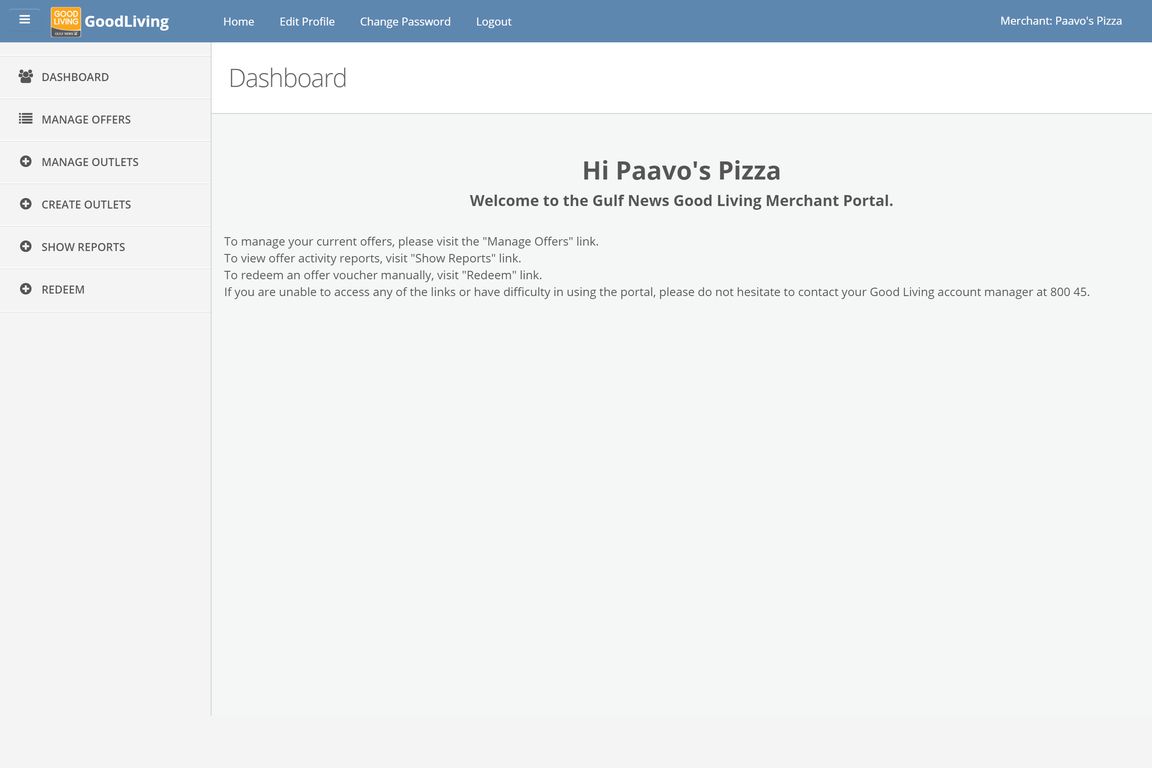 GOOD
LIVING
GoodLiving
Home
Edit Profile
Change Password
Logout
Merchant: Paavo's Pizza
DASHBOARD
MANAGE OFFERS
MANAGE OUTLETS
CREATE OUTLETS
SHOW REPORTS
REDEEM
Dashboard
Hi Paavo's Pizza
Welcome to the Gulf News Good Living Merchant Portal.
To manage your current offers, please visit the "Manage Offers" link.
To view offer activity reports, visit "Show Reports" link.
To redeem an offer voucher manually, visit "Redeem" link.
If you are unable to access any of the links or have difficulty in using the portal, please do not hesitate to contact your Good Living account manager at 800 45.